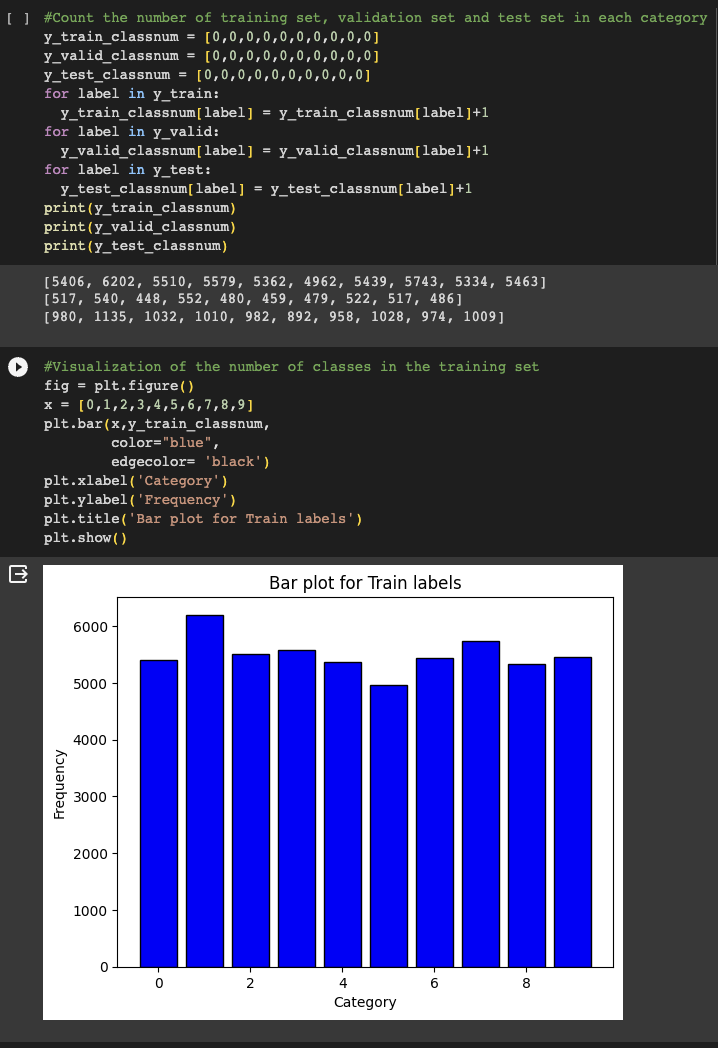 [ ] #Count the number of training set, validation set and test set in each category
y_train_classnum = [0,0,0,0,0,0,0,0,0,0]
y_valid_classnum = [0,0,0,0,0,0,0,0,0,0]
y_test_classnum = [0,0,0,0,0,0,0,0,0,0]
for label in y_train:
  y_train_classnum[label] = y_train_classnum[label]+1
for label in y_valid:
  y_valid_classnum[label] = y_valid_classnum[label]+1
for label in y_test:
  y_test_classnum[label] = y_test_classnum[label]+1
print(y_train_classnum)
print(y_valid_classnum)
print(y_test_classnum)
[5406, 6202, 5510, 5579, 5362, 4962, 5439, 5743, 5334, 5463]
[517, 540, 448, 552, 480, 459, 479, 522, 517, 486]
[980, 1135, 1032, 1010, 982, 892, 958, 1028, 974, 1009]
#Visualization of the number of classes in the training set
fig = plt.figure()
x = [0,1,2,3,4,5,6,7,8,9]
plt.bar(x,y_train_classnum,
        color="blue",
        edgecolor= 'black')
plt.xlabel('Category')
plt.ylabel('Frequency')
plt.title('Bar plot for Train labels')
plt.show()
Bar plot for Train labels
6000
5000
4000
3000
2000
1000
0
Frequency
0 2 4 6 8
Category